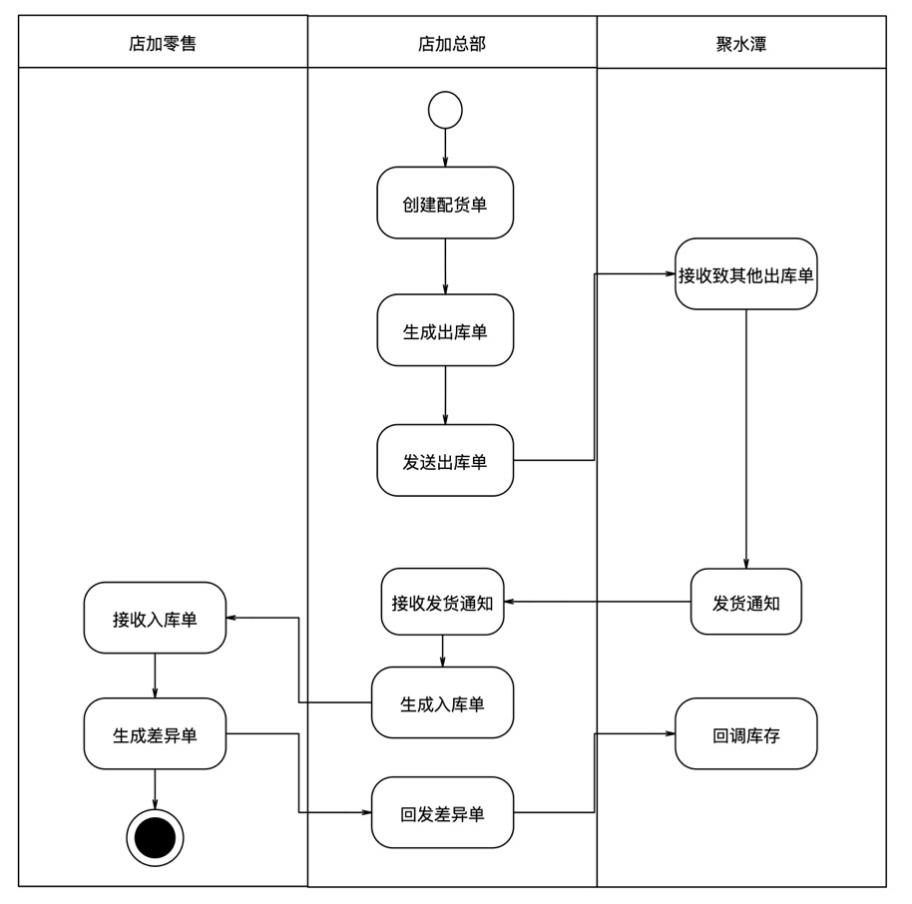 店加零售
店加总部
聚水潭
创建配货单
生成出库单
发送出库单
接收致其他出库单
发货通知
接收发货通知
生成入库单
接收入库单
生成差异单
回发差异单
回调库存